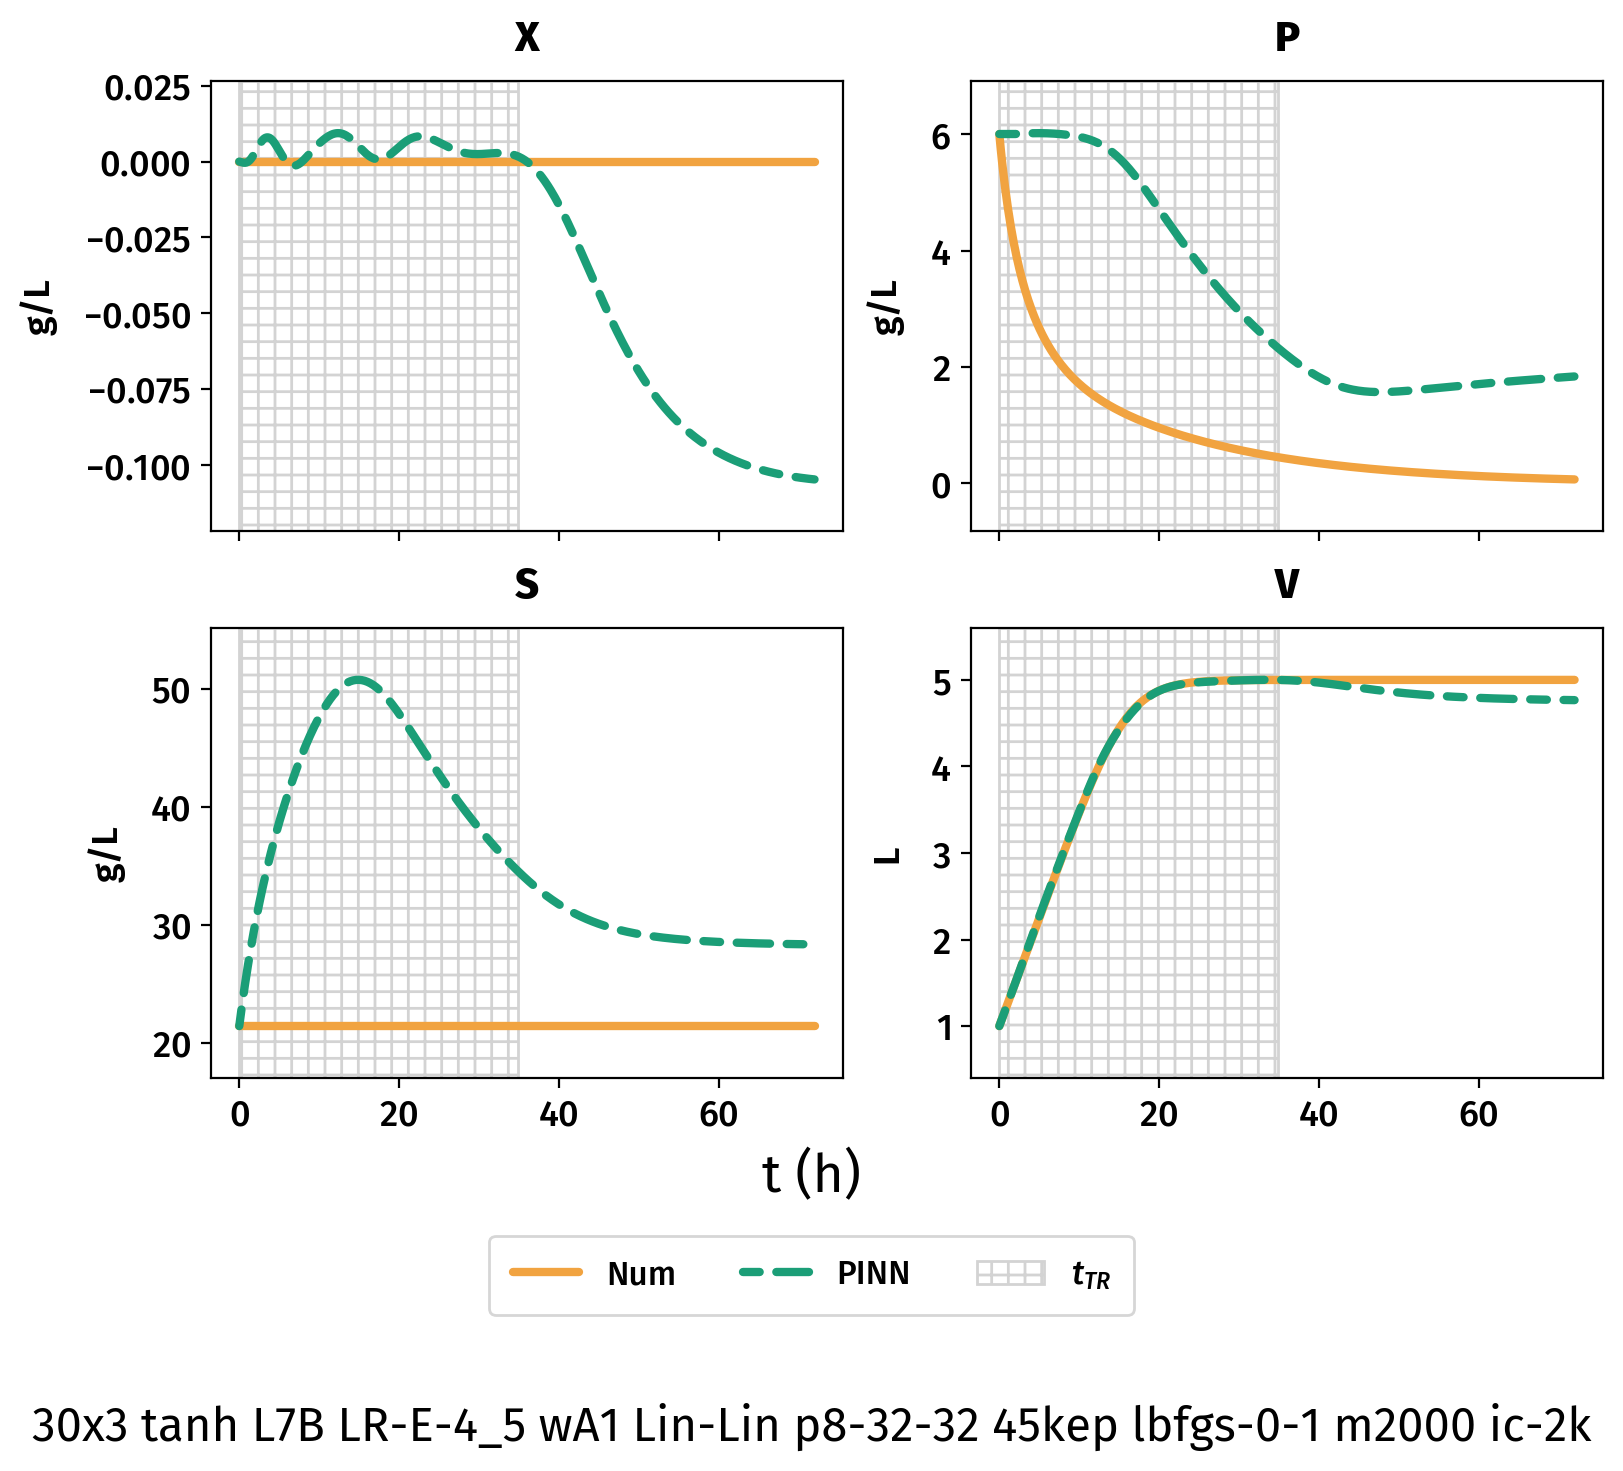 X
P
0.025
0.000
−0.025
−0.050
−0.075
−0.100
g/L
6
4
2
0
g/L
S
V
50
40
30
20
g/L
5
4
3
2
1
L
0 20 40 60
0 20 40 60
t (h)
Num PINN tTR
30x3 tanh L7B LR-E-4_5 wA1 Lin-Lin p8-32-32 45kep lbfgs-0-1 m2000 ic-2k